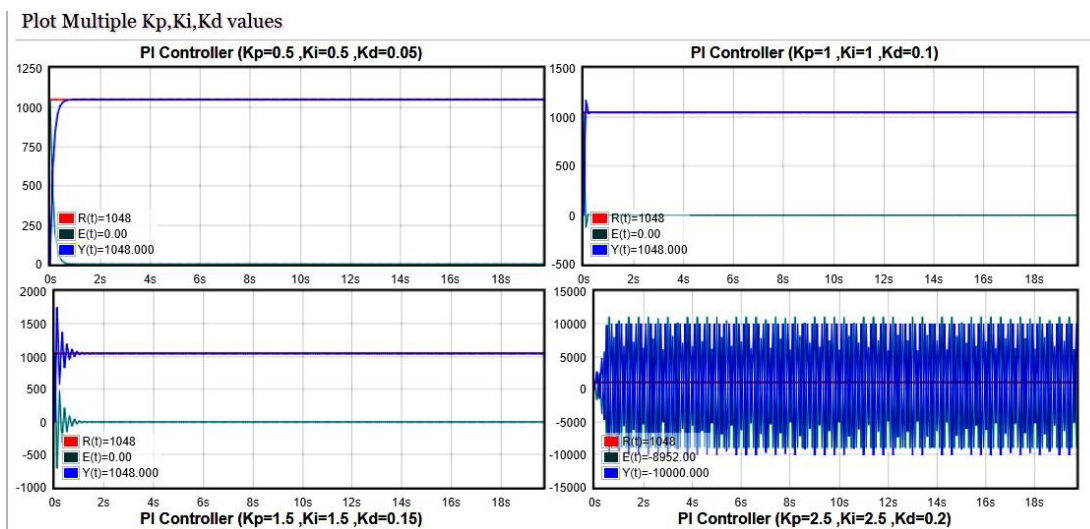 Plot Multiple Kp,Ki,Kd values
PI Controller (Kp=0.5 ,Ki=0.5 ,Kd=0.05)
1250
1000
750
500
250
0
R(t)=1048
E(t)=0.00
Y(t)=1048.000
0s 2s 4s 6s 8s 10s 12s 14s 16s 18s
PI Controller (Kp=1 ,Ki=1 ,Kd=0.1)
1500
1000
500
0
-500
R(t)=1048
E(t)=0.00
Y(t)=1048.000
0s 2s 4s 6s 8s 10s 12s 14s 16s 18s
2000
1500
1000
500
0
-500
-1000
R(t)=1048
E(t)=0.00
Y(t)=1048.000
0s 2s 4s 6s 8s 10s 12s 14s 16s 18s
PI Controller (Kp=1.5 ,Ki=1.5 ,Kd=0.15)
15000
10000
5000
0
-5000
-10000
-15000
R(t)=1048
E(t)=-8952.00
Y(t)=-10000.000
0s 2s 4s 6s 8s 10s 12s 14s 16s 18s
PI Controller (Kp=2.5 ,Ki=2.5 ,Kd=0.2)